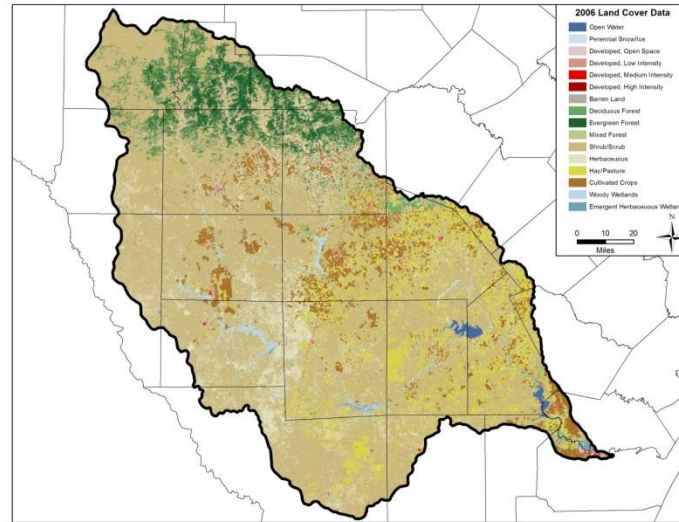 2006 Land Cover Data
Open Water
Perennial Snow/Ice
Developed, Open Space
Developed, Low Intensity
Developed, Medium Intensity
Developed, High Intensity
Barren Land
Deciduous Forest
Evergreen Forest
Mixed Forest
Shrub/Scrub
Herbaceuous
Hay/Pasture
Cultivated Crops
Woody Wetlands
Emergent Herbaceuous Wetlan
N
0 10 20
Miles